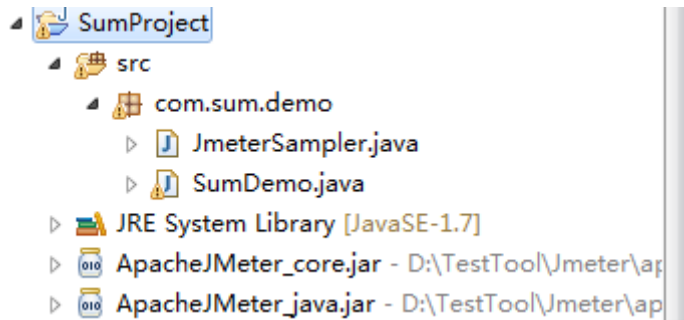 SumProject
src
com.sum.demo
JmeterSampler.java
SumDemo.java
JRE System Library [JavaSE-1.7]
ApacheJMeter_core.jar - D:\TestTool\Jmeter\ap
ApacheJMeter_java.jar - D:\TestTool\Jmeter\ap